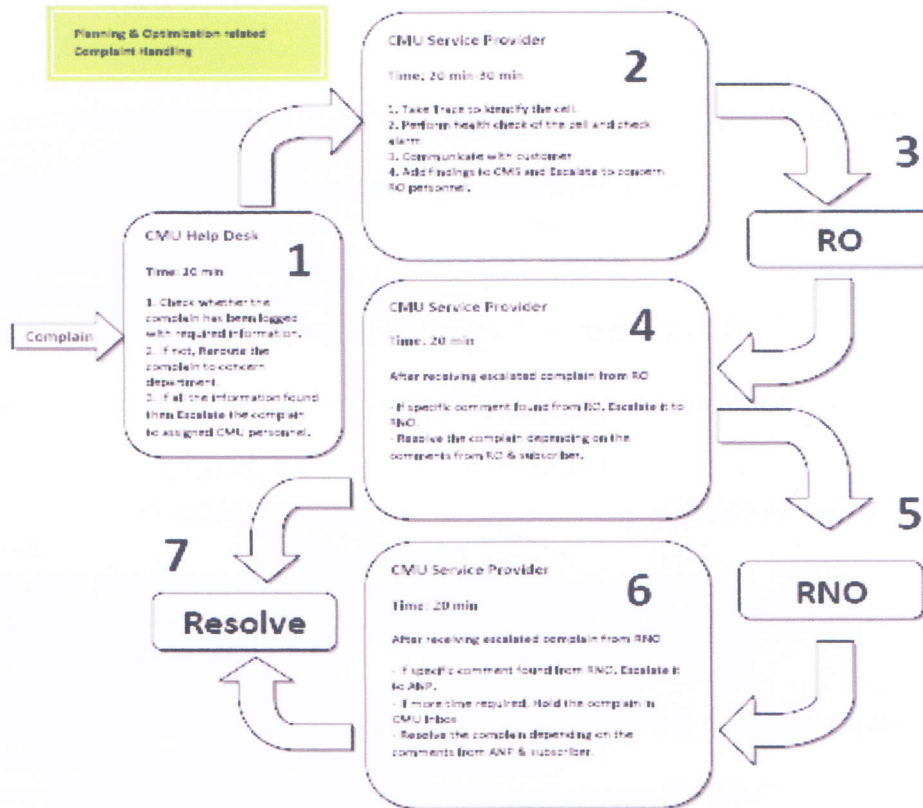 Planning & Optimization related
Complaint Handling
CMU Service Provider
2
Time: 20 min-30 min
1. Take Trace to identify the cell.
2. Perform health check of the cell and check
alarm
3. Communicate with customer
4. Add findings to CMS and Escalate to concern
RO personnel.
3
RO
Complain
CMU Help Desk
1
Time: 20 min
1. Check whether the
complain has been logged
with required information.
2. If not, Reroute the
complain to concern
department.
3. If all the information found
then Escalate the complain
to assigned CMU personnel.
CMU Service Provider
4
Time: 20 min
After receiving escalated complain from RO
- If specific comment found from RO, Escalate it to
RNO.
- Resolve the complain depending on the
comments from RO & subscriber.
5
RNO
CMU Service Provider
6
Time: 20 min
After receiving escalated complain from RNO
- If specific comment found from RNO, Escalate it
to ANP.
- If more time required, Hold the complain in
CMU Inbox
- Resolve the complain depending on the
comments from ANP & subscriber.
7
Resolve